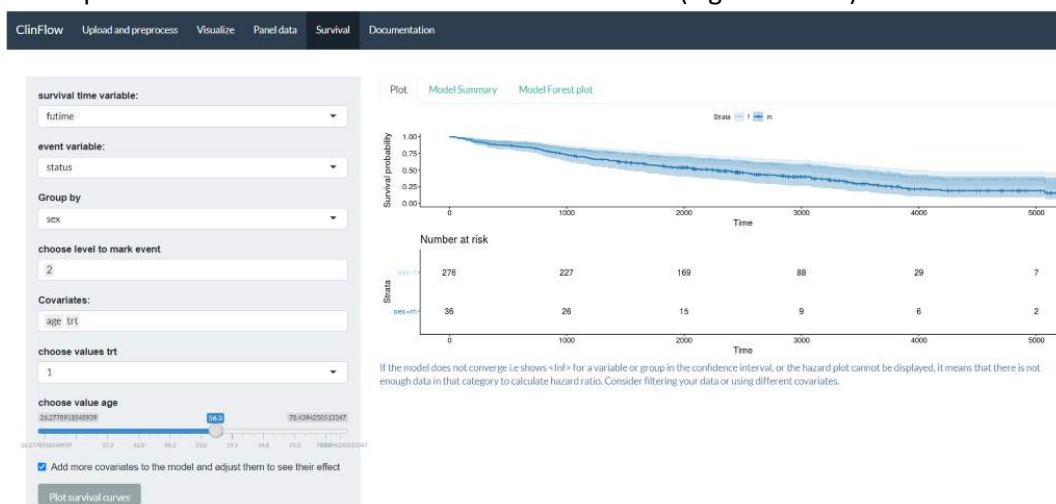 ClinFlow Upload and preprocess Visualize Panel data Survival Documentation
survival time variable:
futime
event variable:
status
Group by
sex
choose level to mark event
2
Covariates:
age trt
choose values trt
1
choose value age
26.2778918548939 56.3 78.4394250513347
Add more covariates to the model and adjust them to see their effect
Plot survival curves
Plot Model Summary Model Forest plot
Strata f m
Survival probability
1.00
0.75
0.50
0.25
0.00
0 1000 2000 3000 4000 5000
Time
Number at risk
Strata
sex=f 276 227 169 88 29 7
sex=m 36 26 15 9 6 2
0 1000 2000 3000 4000 5000
Time
If the model does not converge i.e shows <Inf> for a variable or group in the confidence interval, or the hazard plot cannot be displayed, it means that there is not
enough data in that category to calculate hazard ratio. Consider filtering your data or using different covariates.